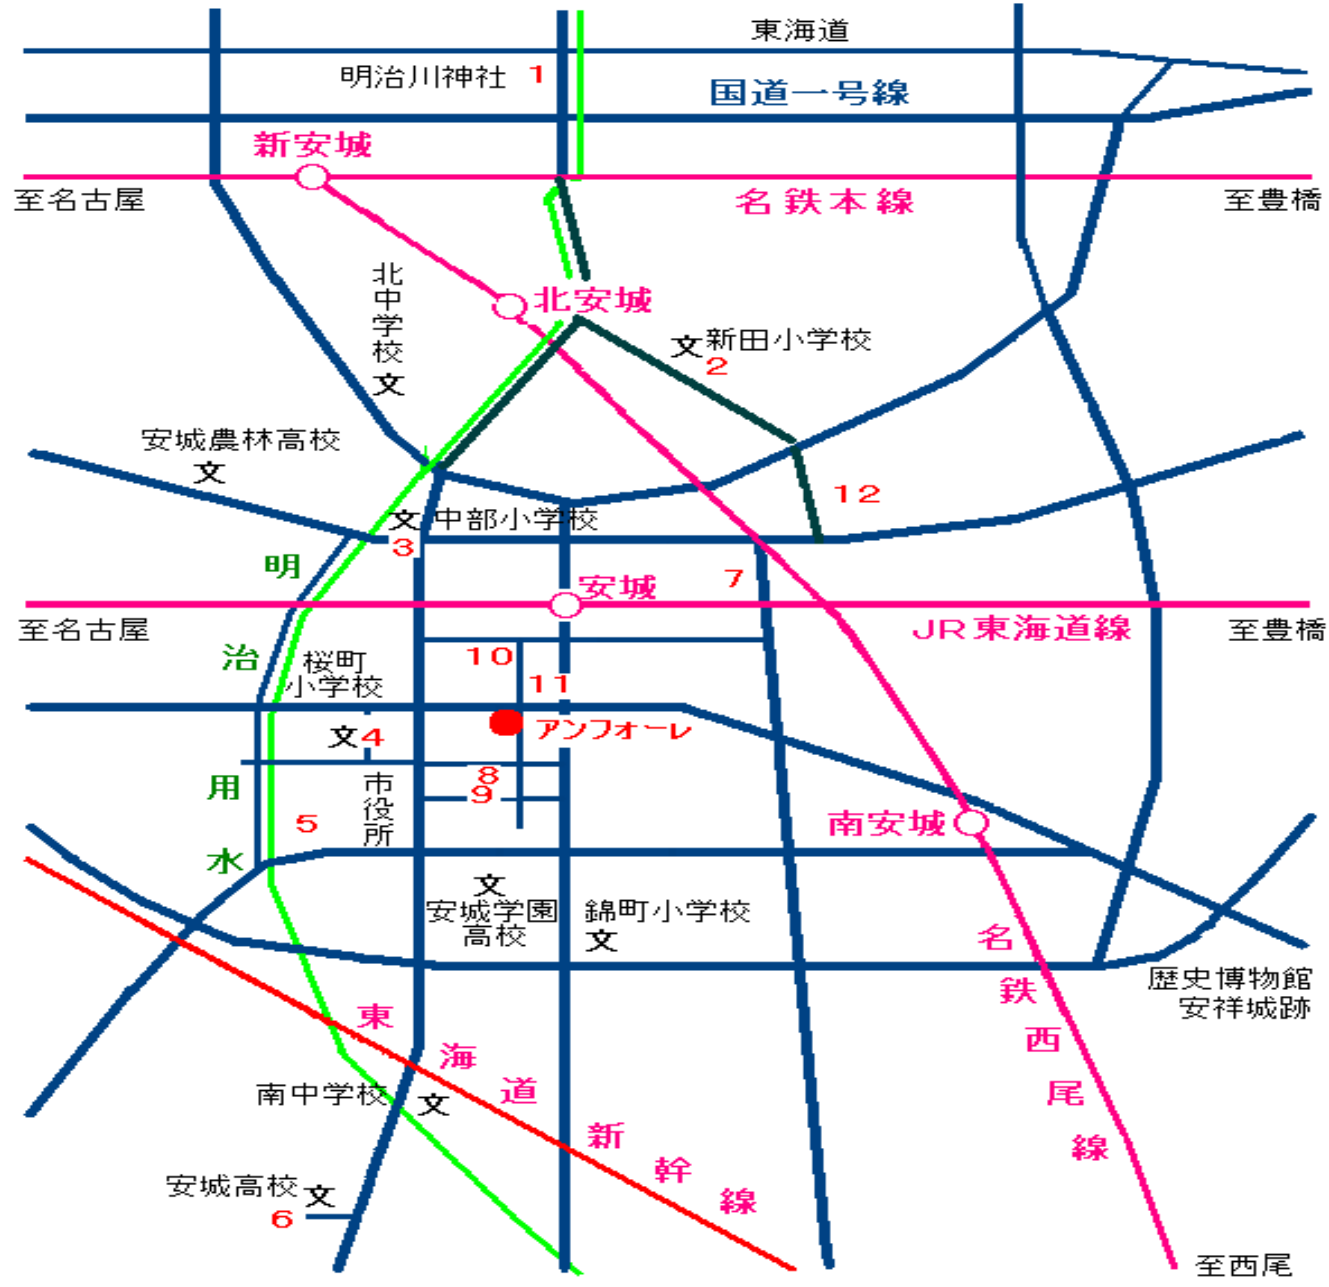 東海道
明治川神社 1
国道一号線
新安城
至名古屋
名鉄本線
至豊橋
北中学校
文
北安城
文 新田小学校
2
安城農林高校
文
12
文 中部小学校
3
明治用水
7
安城
至名古屋
JR東海道線
至豊橋
10
桜町
小学校
11
文 4
アンフォーレ
8
市役所
9
5
南安城
文
安城学園
高校
錦町小学校
文
名鉄西尾線
歴史博物館
安祥城跡
東海道新幹線
南中学校 文
安城高校 文
6
至西尾